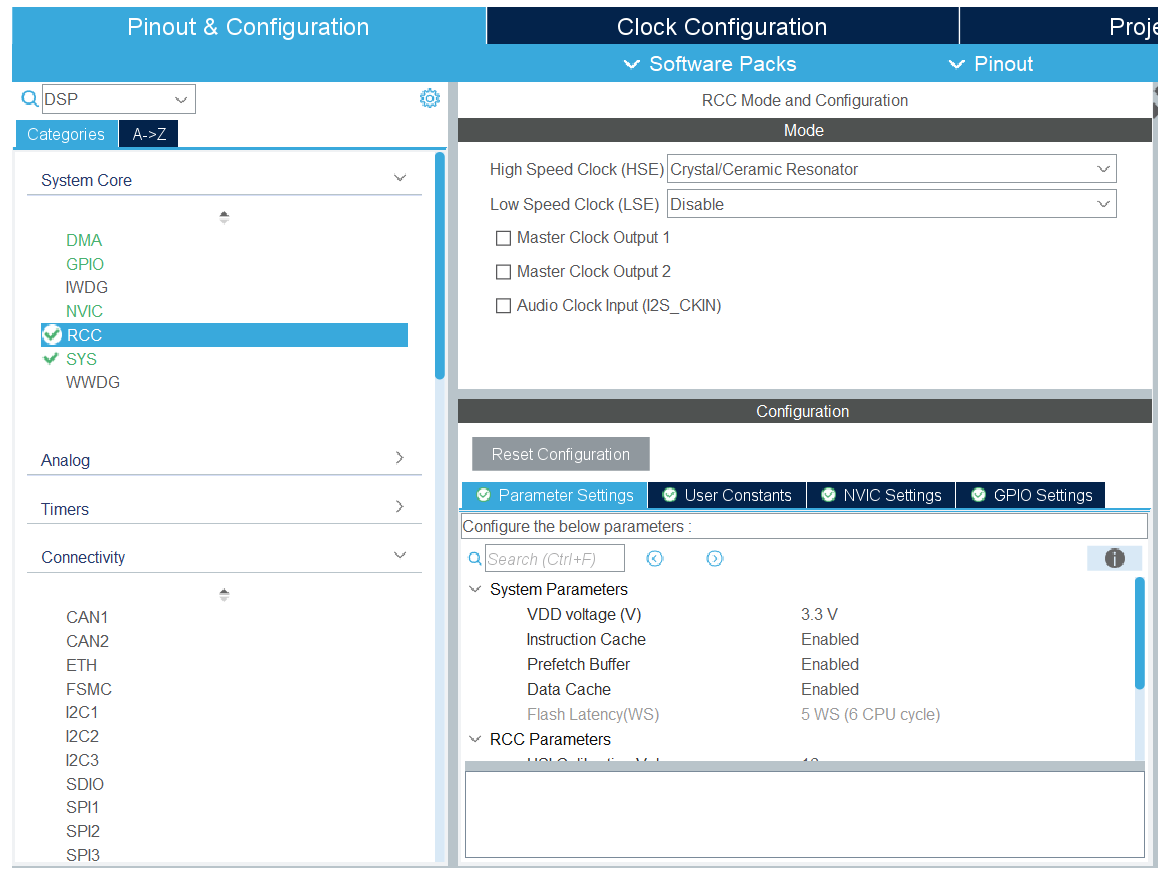 Pinout & Configuration
Clock Configuration
Software Packs
Pinout
DSP
Categories
A->Z
System Core
DMA
GPIO
IWDG
NVIC
RCC
SYS
WWDG
Analog
Timers
Connectivity
CAN1
CAN2
ETH
FSMC
I2C1
I2C2
I2C3
SDIO
SPI1
SPI2
SPI3
RCC Mode and Configuration
Mode
High Speed Clock (HSE) Crystal/Ceramic Resonator
Low Speed Clock (LSE) Disable
Master Clock Output 1
Master Clock Output 2
Audio Clock Input (I2S_CKIN)
Configuration
Reset Configuration
Parameter Settings
User Constants
NVIC Settings
GPIO Settings
Configure the below parameters :
Search (Ctrl+F)
System Parameters
VDD voltage (V) 3.3 V
Instruction Cache Enabled
Prefetch Buffer Enabled
Data Cache Enabled
Flash Latency(WS) 5 WS (6 CPU cycle)
RCC Parameters